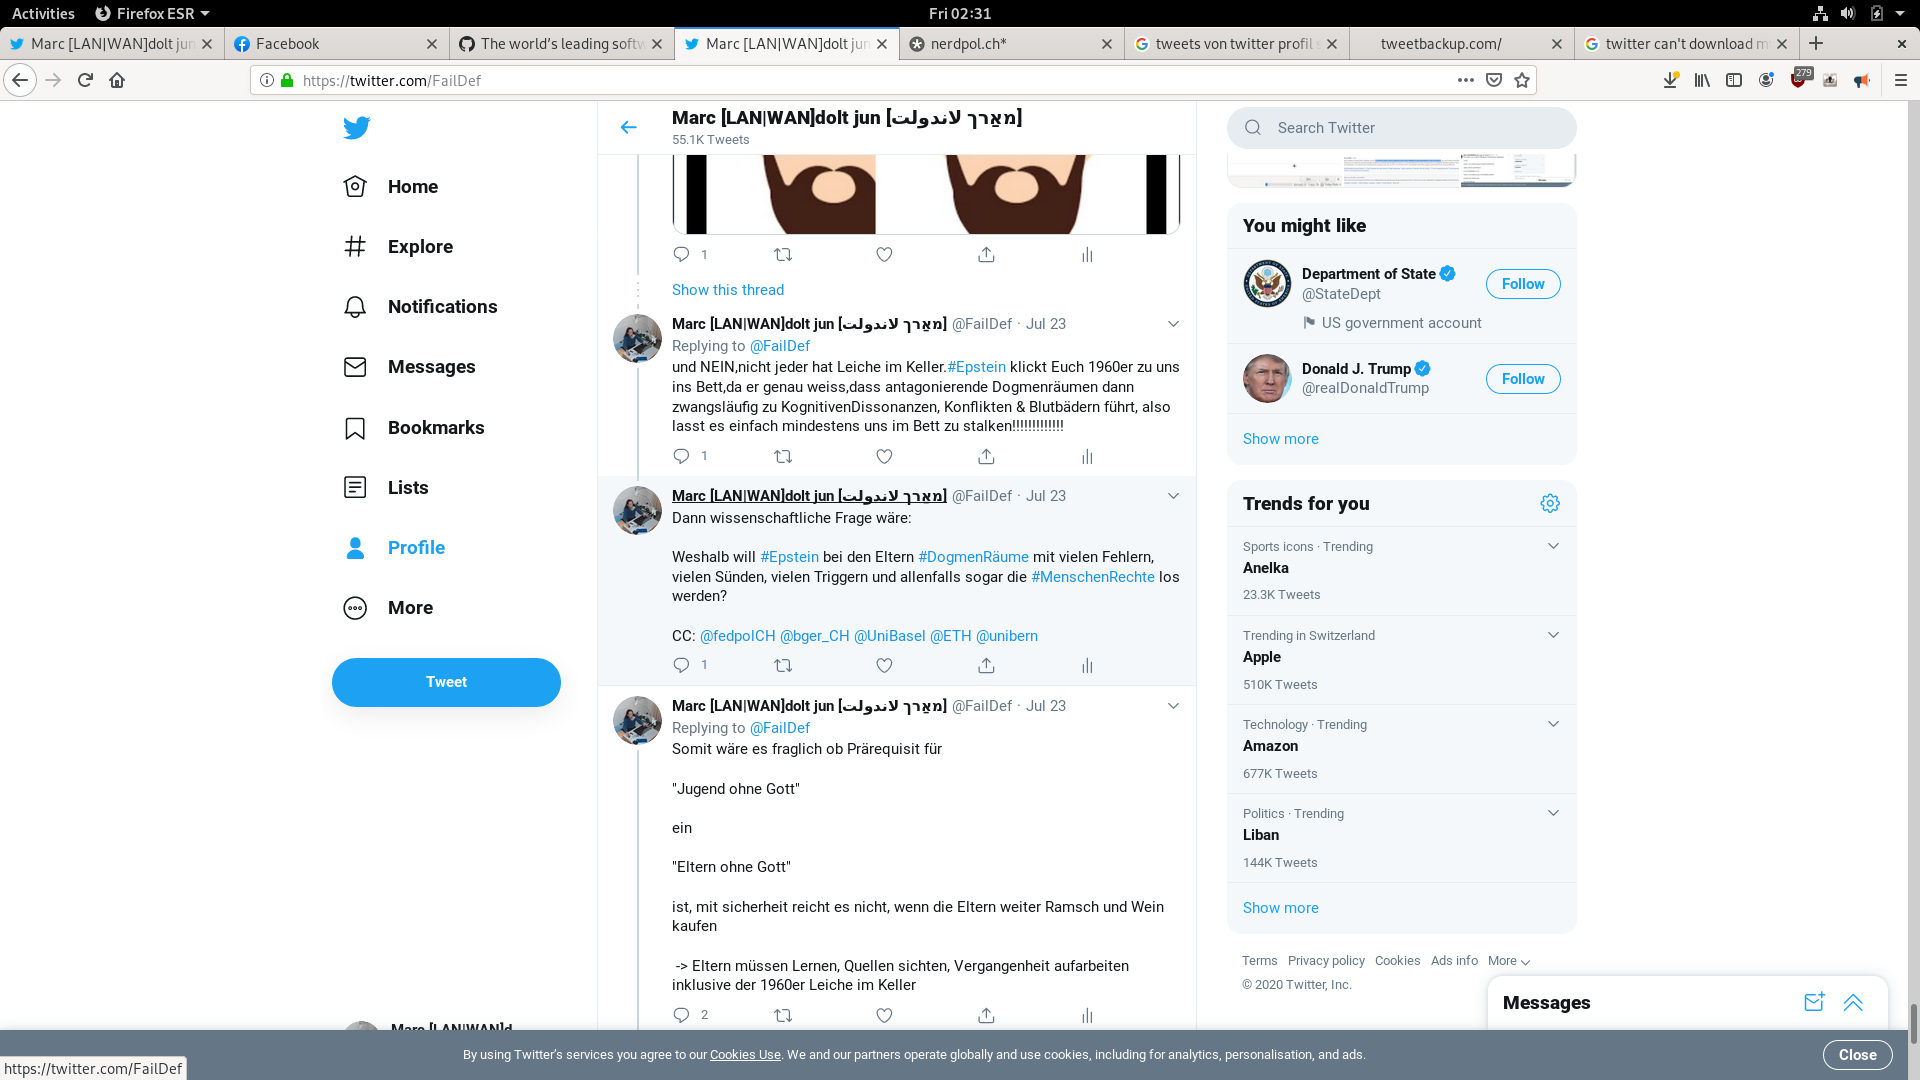 Activities
Firefox ESR
Fri 02:31
Marc [LAN|WAN]dolt jun
Facebook
The world's leading softw
Marc [LAN|WAN]dolt jun
nerdpol.ch*
tweets von twitter profil s
tweetbackup.com/
twitter can't download m
https://twitter.com/FailDef
279
Home
Explore
Notifications
Messages
Bookmarks
Lists
Profile
More
Tweet
Marc [LAN|WAN]d
Marc [LAN|WAN]dolt jun [מאַרך לאנדולת]
55.1K Tweets
1
Show this thread
Marc [LAN|WAN]dolt jun [מאַרך לאנדולת] @FailDef · Jul 23
Replying to @FailDef
und NEIN,nicht jeder hat Leiche im Keller.#Epstein klickt Euch 1960er zu uns
ins Bett,da er genau weiss,dass antagonierende Dogmenräumen dann
zwangsläufig zu KognitivenDissonanzen, Konflikten & Blutbädern führt, also
lasst es einfach mindestens uns im Bett zu stalken!!!!!!!!!!!!!
1
Marc [LAN|WAN]dolt jun [מאַרך לאנדולת] @FailDef · Jul 23
Dann wissenschaftliche Frage wäre:
Weshalb will #Epstein bei den Eltern #DogmenRäume mit vielen Fehlern,
vielen Sünden, vielen Triggern und allenfalls sogar die #MenschenRechte los
werden?
CC: @fedpolCH @bger_CH @UniBasel @ETH @unibern
1
Marc [LAN|WAN]dolt jun [מאַרך לאנדולת] @FailDef · Jul 23
Replying to @FailDef
Somit wäre es fraglich ob Prärequisit für
"Jugend ohne Gott"
ein
"Eltern ohne Gott"
ist, mit sicherheit reicht es nicht, wenn die Eltern weiter Ramsch und Wein
kaufen
-> Eltern müssen Lernen, Quellen sichten, Vergangenheit aufarbeiten
inklusive der 1960er Leiche im Keller
2
Search Twitter
You might like
Department of State
@StateDept
US government account
Follow
Donald J. Trump
@realDonaldTrump
Follow
Show more
Trends for you
Sports icons · Trending
Anelka
23.3K Tweets
Trending in Switzerland
Apple
510K Tweets
Technology · Trending
Amazon
677K Tweets
Politics · Trending
Liban
144K Tweets
Show more
Terms Privacy policy Cookies Ads info More
© 2020 Twitter, Inc.
Messages
By using Twitter's services you agree to our Cookies Use. We and our partners operate globally and use cookies, including for analytics, personalisation, and ads.
Close
https://twitter.com/FailDef